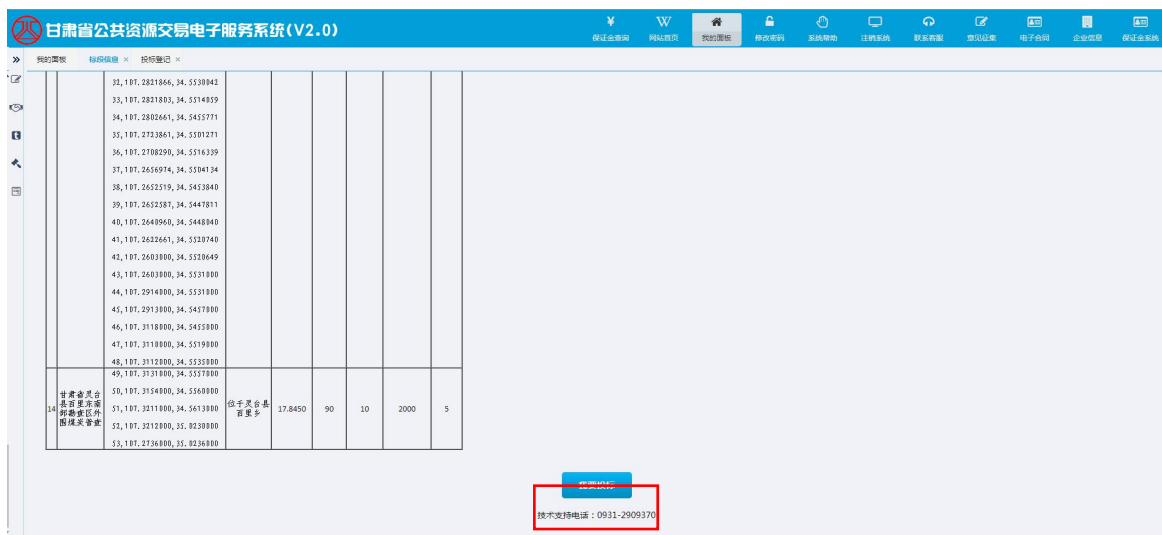 甘肃省公共资源交易电子服务系统(V2.0)
保证金查询 网站首页 我的面板 修改密码 系统帮助 注销系统 联系客服 意见征集 电子合同 企业信息 保证金系统
我的面板 标段信息 × 投标登记 ×
32,107.2821866,34.5530042
33,107.2821803,34.5514059
34,107.2802661,34.5455771
35,107.2723861,34.5501271
36,107.2708290,34.5516339
37,107.2656974,34.5504134
38,107.2652519,34.5453840
39,107.2652587,34.5447811
40,107.2640960,34.5448040
41,107.2622661,34.5520740
42,107.2603000,34.5520649
43,107.2603000,34.5531000
44,107.2914000,34.5531000
45,107.2913000,34.5457000
46,107.3118000,34.5455000
47,107.3110000,34.5519000
48,107.3112000,34.5535000
49,107.3131000,34.5557000
50,107.3154000,34.5560000
51,107.3211000,34.5613000
52,107.3212000,35.0230000
53,107.2736000,35.0236000
14
甘肃省灵台
县百里东南
部勘查区外
围煤炭普查
位于灵台县
百里乡
17.8450 90 10 2000 5
我要投标
技术支持电话：0931-2909370